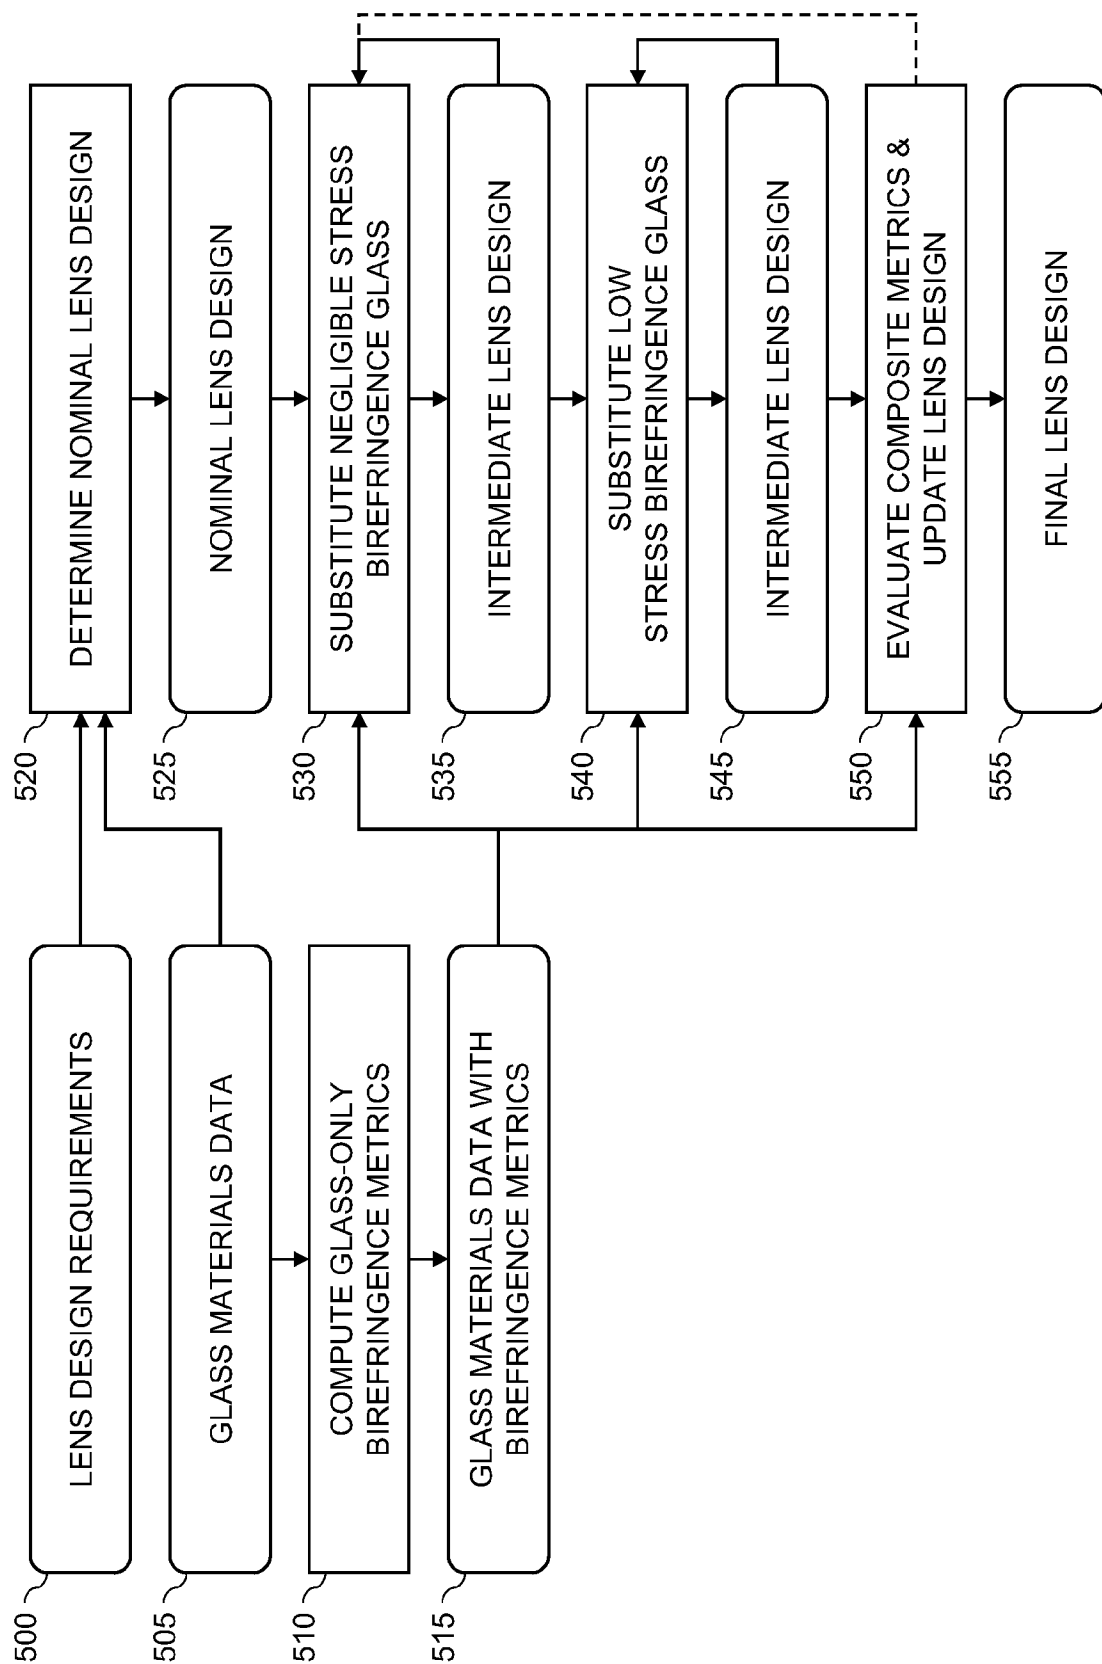 500
LENS DESIGN REQUIREMENTS
505
GLASS MATERIALS DATA
510
COMPUTE GLASS-ONLY
BIREFRINGENCE METRICS
515
GLASS MATERIALS DATA WITH
BIREFRINGENCE METRICS
520
DETERMINE NOMINAL LENS DESIGN
525
NOMINAL LENS DESIGN
530
SUBSTITUTE NEGLIGIBLE STRESS
BIREFRINGENCE GLASS
535
INTERMEDIATE LENS DESIGN
540
SUBSTITUTE LOW
STRESS BIREFRINGENCE GLASS
545
INTERMEDIATE LENS DESIGN
550
EVALUATE COMPOSITE METRICS &
UPDATE LENS DESIGN
555
FINAL LENS DESIGN